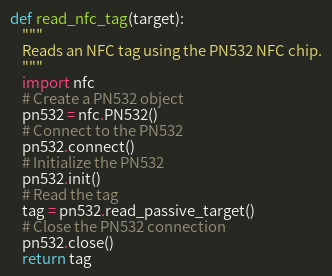 def read_nfc_tag(target):
    """
    Reads an NFC tag using the PN532 NFC chip.
    """
    import nfc
    # Create a PN532 object
    pn532 = nfc.PN532()
    # Connect to the PN532
    pn532.connect()
    # Initialize the PN532
    pn532.init()
    # Read the tag
    tag = pn532.read_passive_target()
    # Close the PN532 connection
    pn532.close()
    return tag